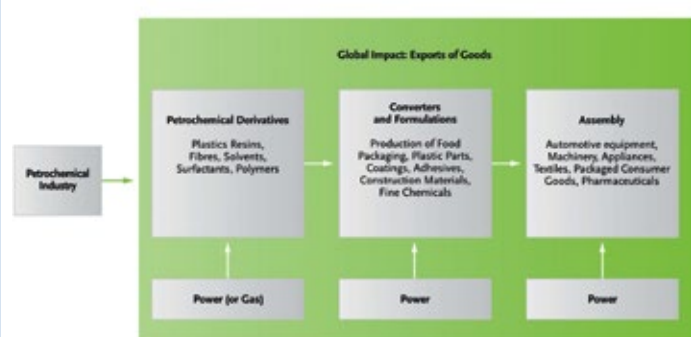 Global Impact: Exports of Goods
Petrochemical
Industry
Petrochemical Derivatives
Plastics Resins,
Fibres, Solvents,
Surfactants, Polymers
Converters
and Formulations
Production of Food
Packaging, Plastic Parts,
Coatings, Adhesives,
Construction Materials,
Fine Chemicals
Assembly
Automotive equipment,
Machinery, Appliances,
Textiles, Packaged Consumer
Goods, Pharmaceuticals
Power (or Gas)
Power
Power